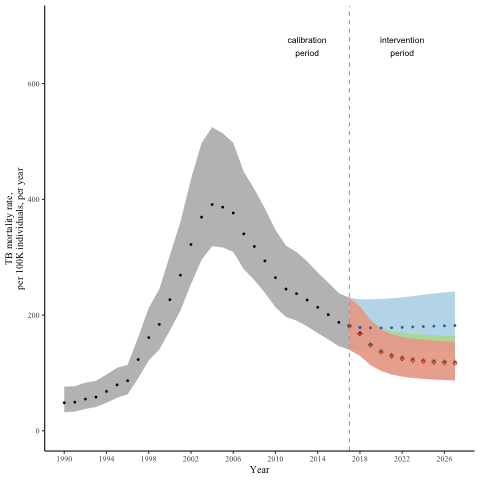 calibration
period
intervention
period
600
400
200
0
TB mortality rate,
per 100K individuals, per year
1990 1994 1998 2002 2006 2010 2014 2018 2022 2026
Year